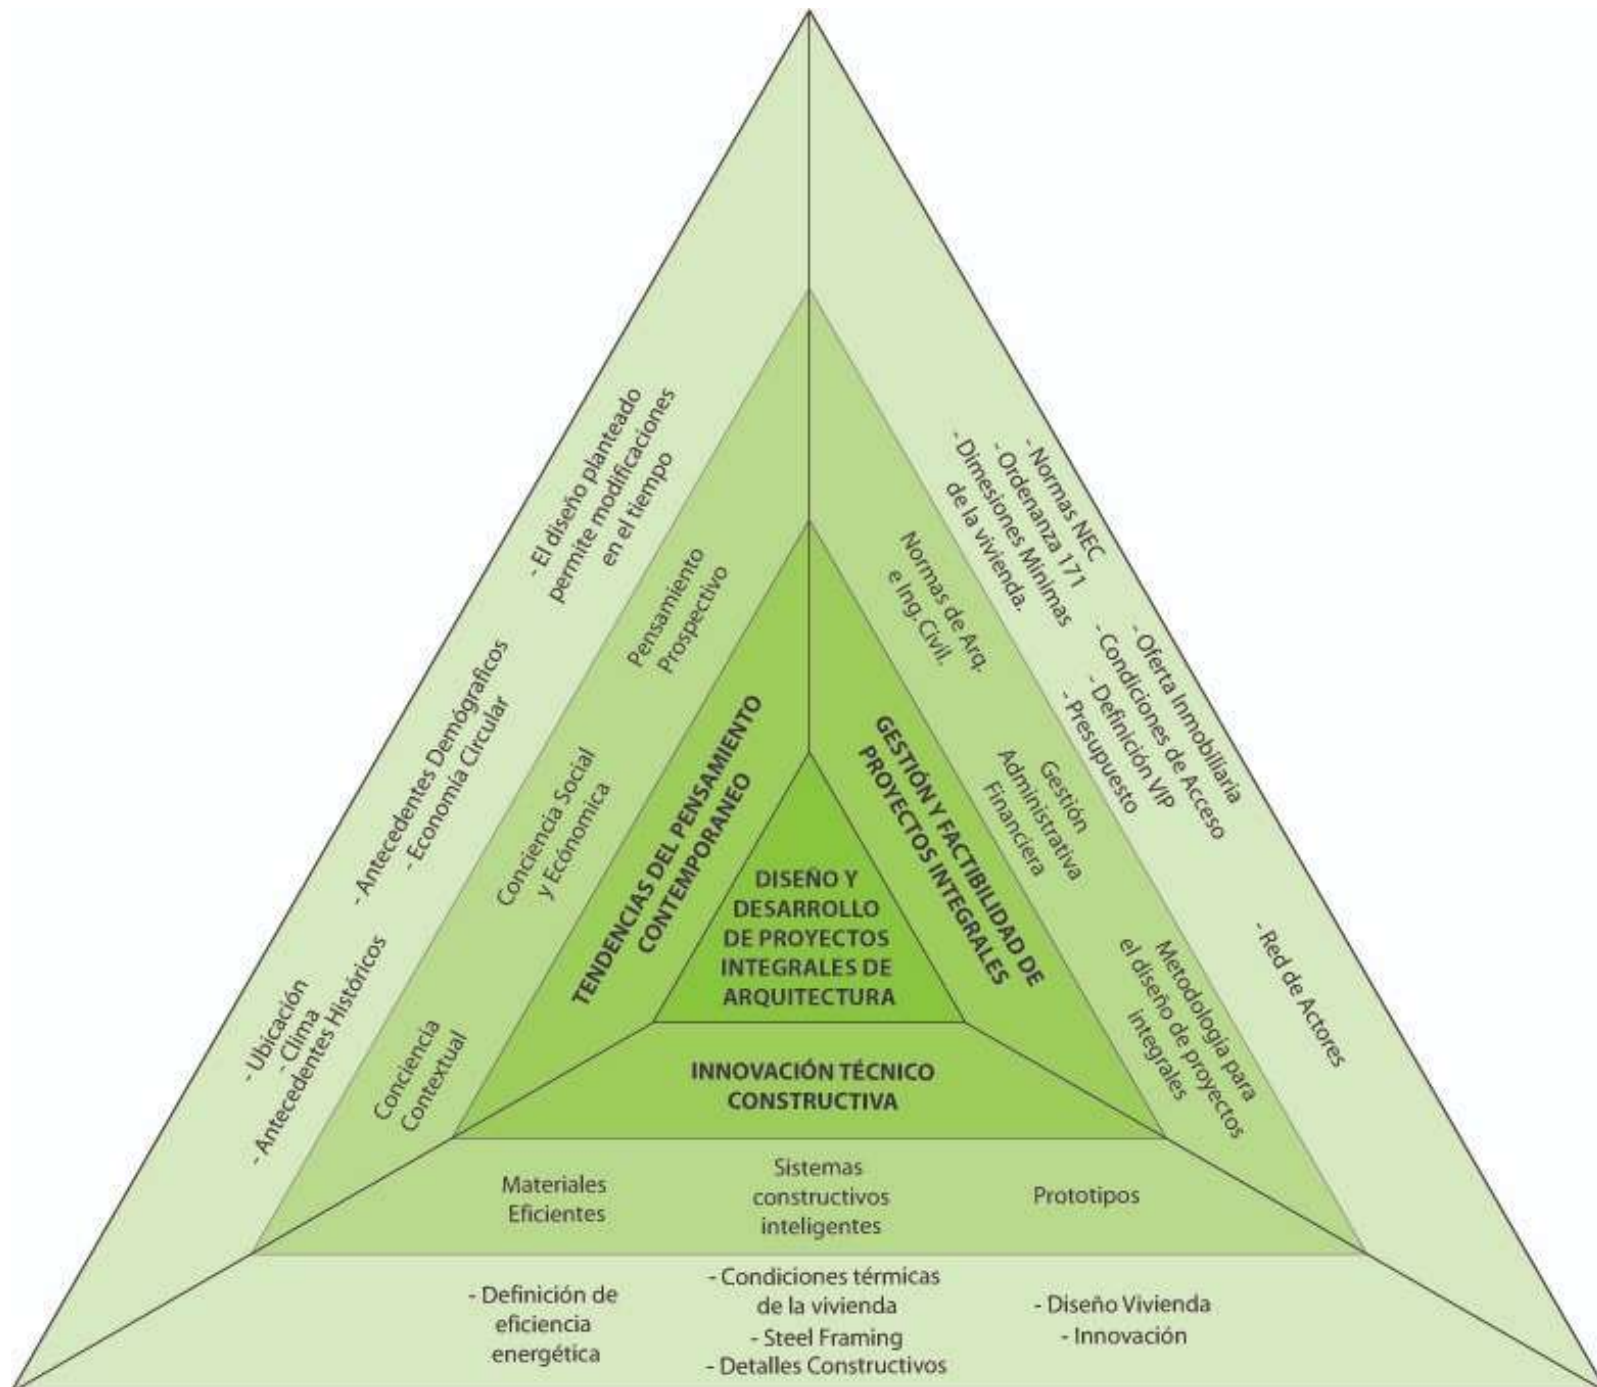 - El diseño planteado
permite modificaciones
en el tiempo
- Antecedentes Demógraficos
- Economía Circular
- Ubicación
- Clima
- Antecedentes Históricos
Pensamiento
Prospectivo
Conciencia Social
y Ecónomica
Conciencia
Contextual
TENDENCIAS DEL PENSAMIENTO
CONTEMPORANEO
DISEÑO Y
DESARROLLO
DE PROYECTOS
INTEGRALES DE
ARQUITECTURA
GESTIÓN Y FACTIBILIDAD DE
PROYECTOS INTEGRALES
Normas de Arq.
e Ing. Civil.
Gestión
Administrativa
Financiera
Metodología para
el diseño de proyectos
integrales
- Normas NEC
- Ordenanza 171
- Dimesiones Mínimas
de la vivienda.
- Oferta Inmobiliaria
- Condiciones de Acceso
- Definición VIP
- Presupuesto
- Red de Actores
INNOVACIÓN TÉCNICO
CONSTRUCTIVA
Materiales
Eficientes
Sistemas
constructivos
inteligentes
Prototipos
- Definición de
eficiencia
energética
- Condiciones térmicas
de la vivienda
- Steel Framing
- Detalles Constructivos
- Diseño Vivienda
- Innovación